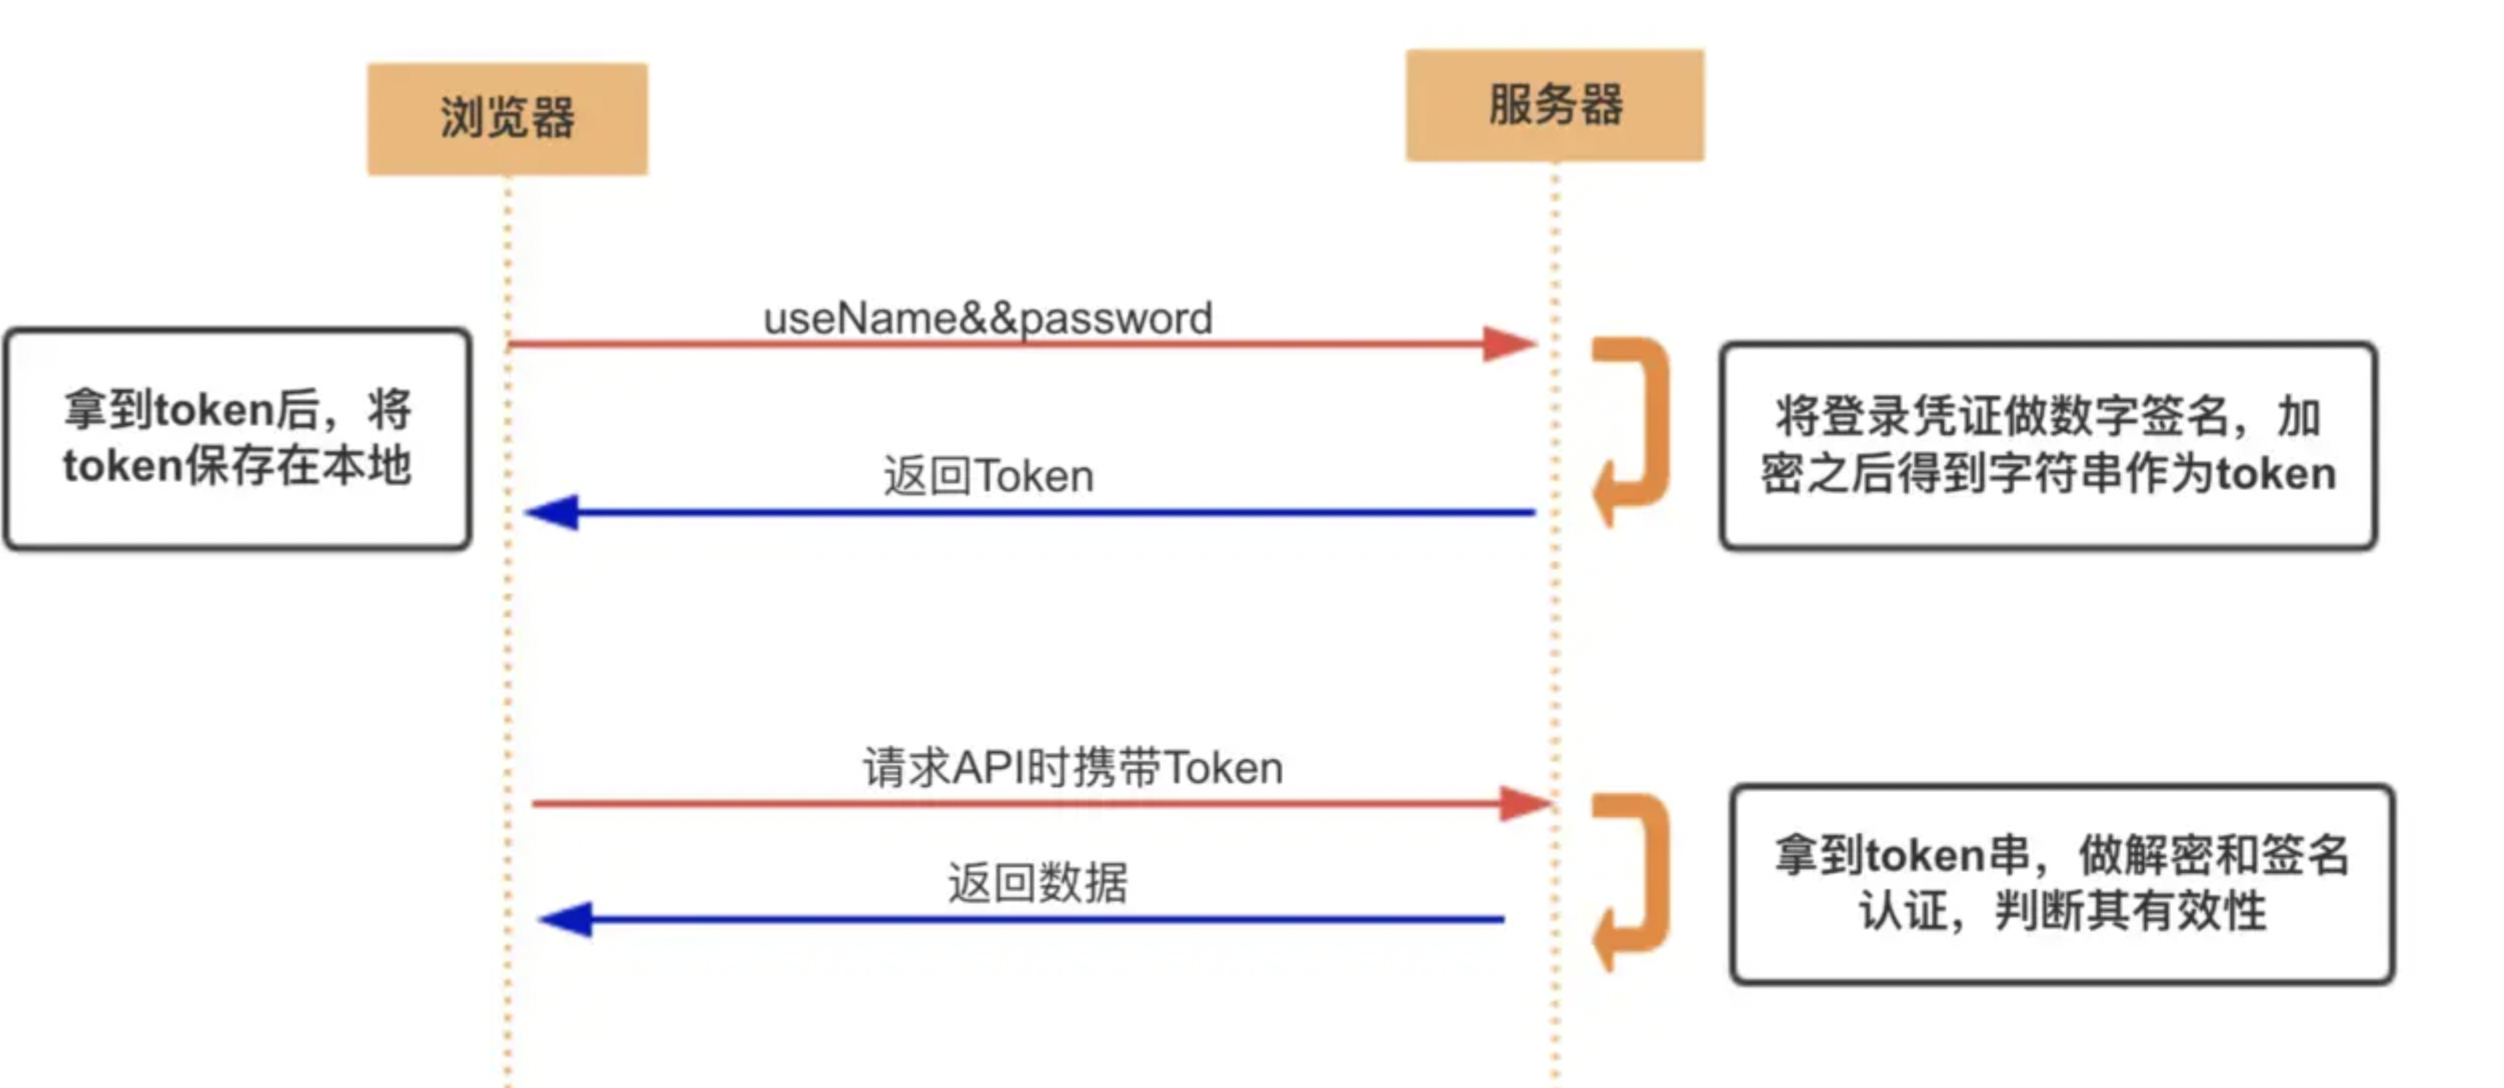 浏览器
服务器
useName&&password
拿到token后，将
token保存在本地
将登录凭证做数字签名，加
密之后得到字符串作为token
返回Token
请求API时携带Token
拿到token串，做解密和签名
认证，判断其有效性
返回数据